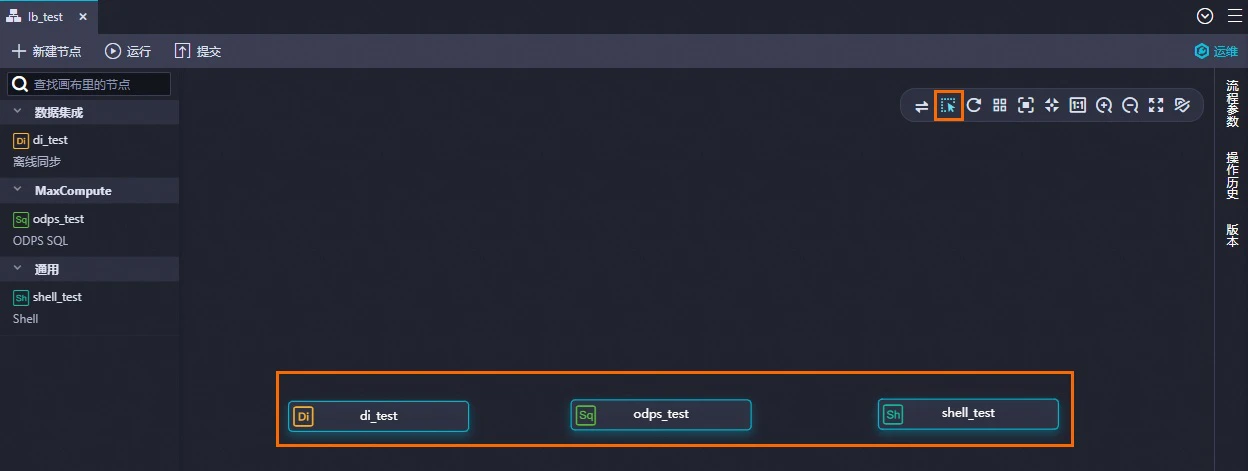 lb_test
新建节点
运行
提交
运维
查找画布里的节点
数据集成
Di di_test
离线同步
MaxCompute
Sq odps_test
ODPS SQL
通用
Sh shell_test
Shell
1:1
流程参数
操作历史
版本
Di di_test
Sq odps_test
Sh shell_test